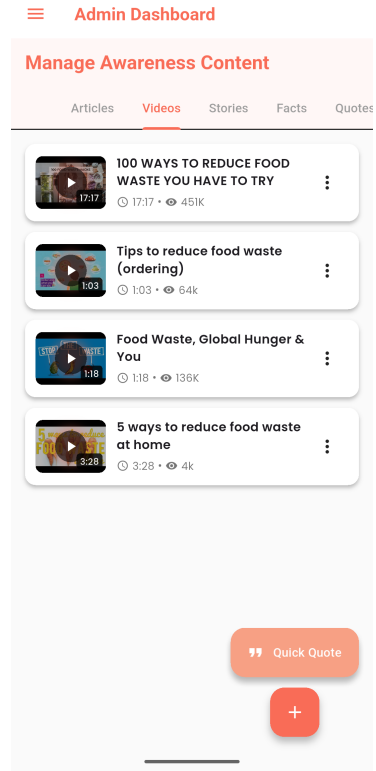 Admin Dashboard
Manage Awareness Content
Articles Videos Stories Facts Quotes
100 WAYS TO REDUCE FOOD
WASTE YOU HAVE TO TRY
17:17
17:17 • 451K
Tips to reduce food waste
(ordering)
1:03
1:03 • 64k
Food Waste, Global Hunger &
You
STOP WASTE
1:18
1:18 • 136K
5 ways to reduce food waste
at home
3:28
3:28 • 4k
Quick Quote
+